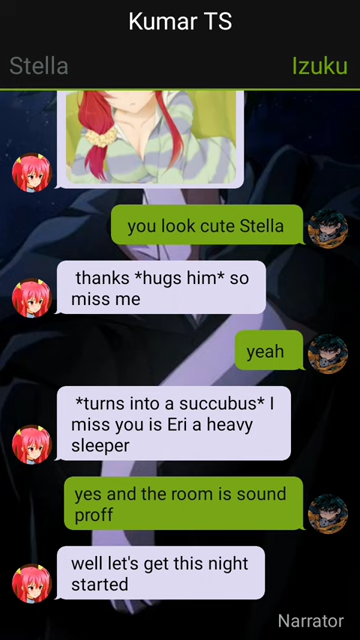 Kumar TS
Stella
Izuku
you look cute Stella
thanks *hugs him* so
miss me
yeah
*turns into a succubus* I
miss you is Eri a heavy
sleeper
yes and the room is sound
proff
well let's get this night
started
Narrator